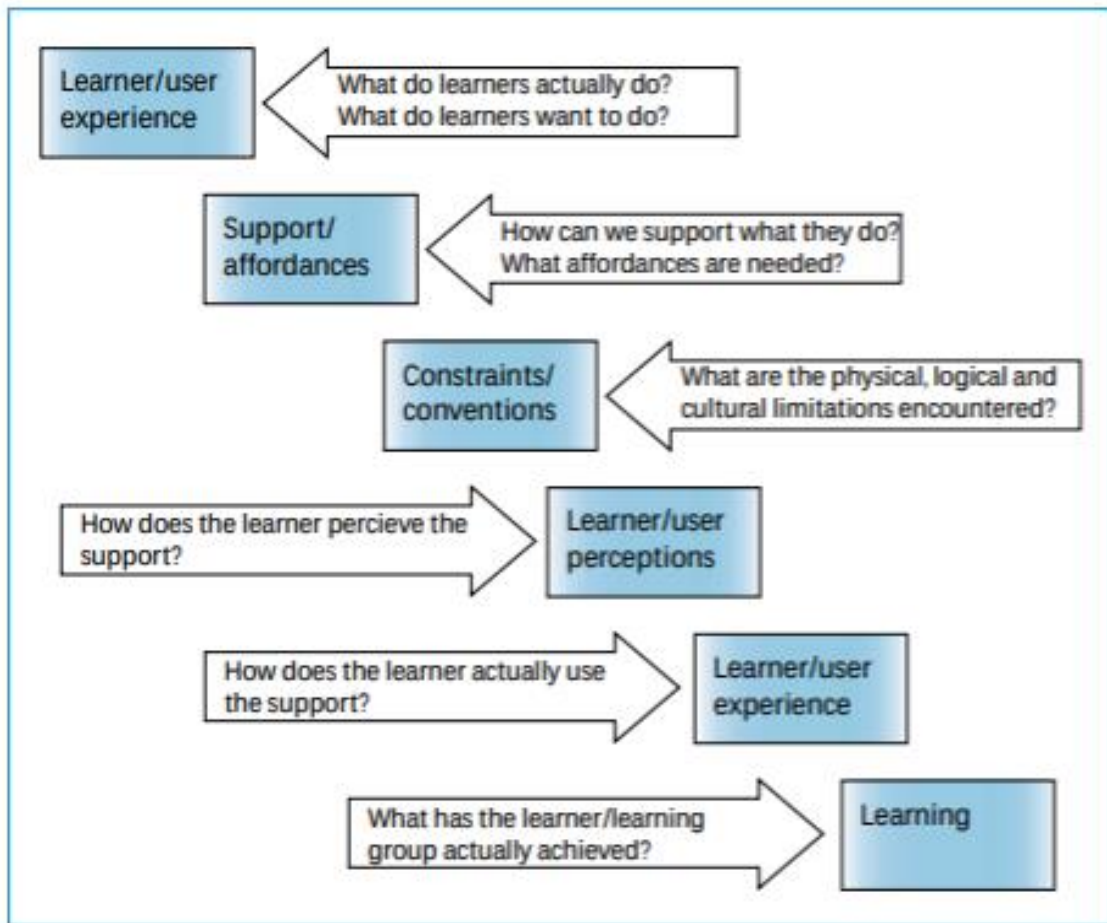 Learner/user
experience
What do learners actually do?
What do learners want to do?
Support/
affordances
How can we support what they do?
What affordances are needed?
Constraints/
conventions
What are the physical, logical and
cultural limitations encountered?
How does the learner percieve the
support?
Learner/user
perceptions
How does the learner actually use
the support?
Learner/user
experience
What has the learner/learning
group actually achieved?
Learning